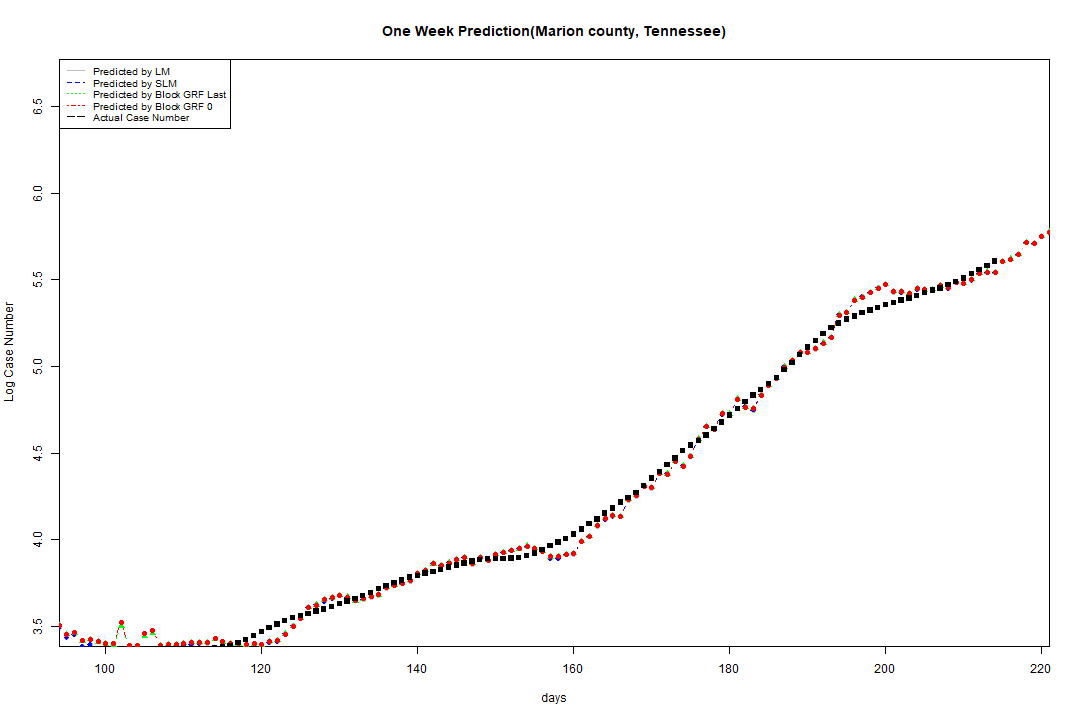 One Week Prediction(Marion county, Tennessee)
Predicted by LM
Predicted by SLM
Predicted by Block GRF Last
Predicted by Block GRF 0
Actual Case Number
Log Case Number
6.5
6.0
5.5
5.0
4.5
4.0
3.5
100 120 140 160 180 200 220
days